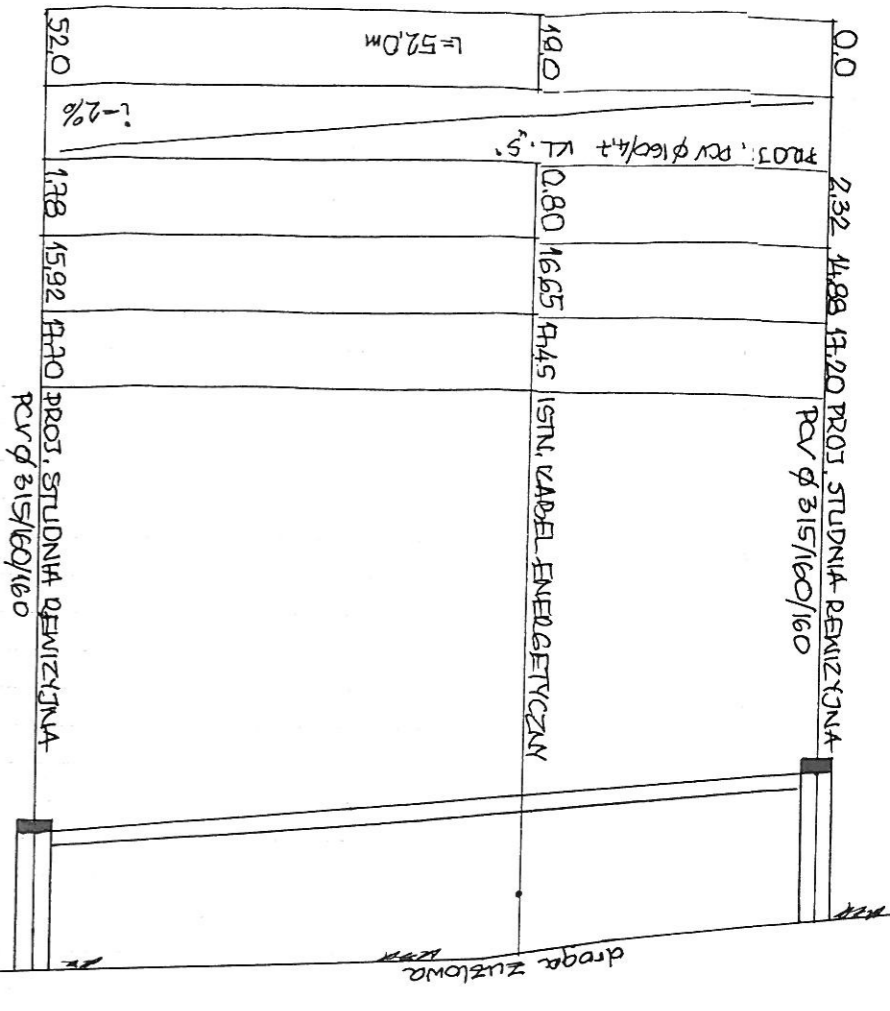 droga żużlowa
PROJ. STUDNIA REWIZYJNA
PCV ϕ 315/160/160
ISTN. KABEL ENERGETYCZNY
PROJ. STUDNIA REWIZYJNA
PCV ϕ 315/160/160
17,20
17,45
17,70
14,88
16,65
15,92
2,32
0,80
1,78
PROJ. PCV ϕ160/4,7 KL. „S"
i=2%
L=52,0m
0,0
19,0
52,0